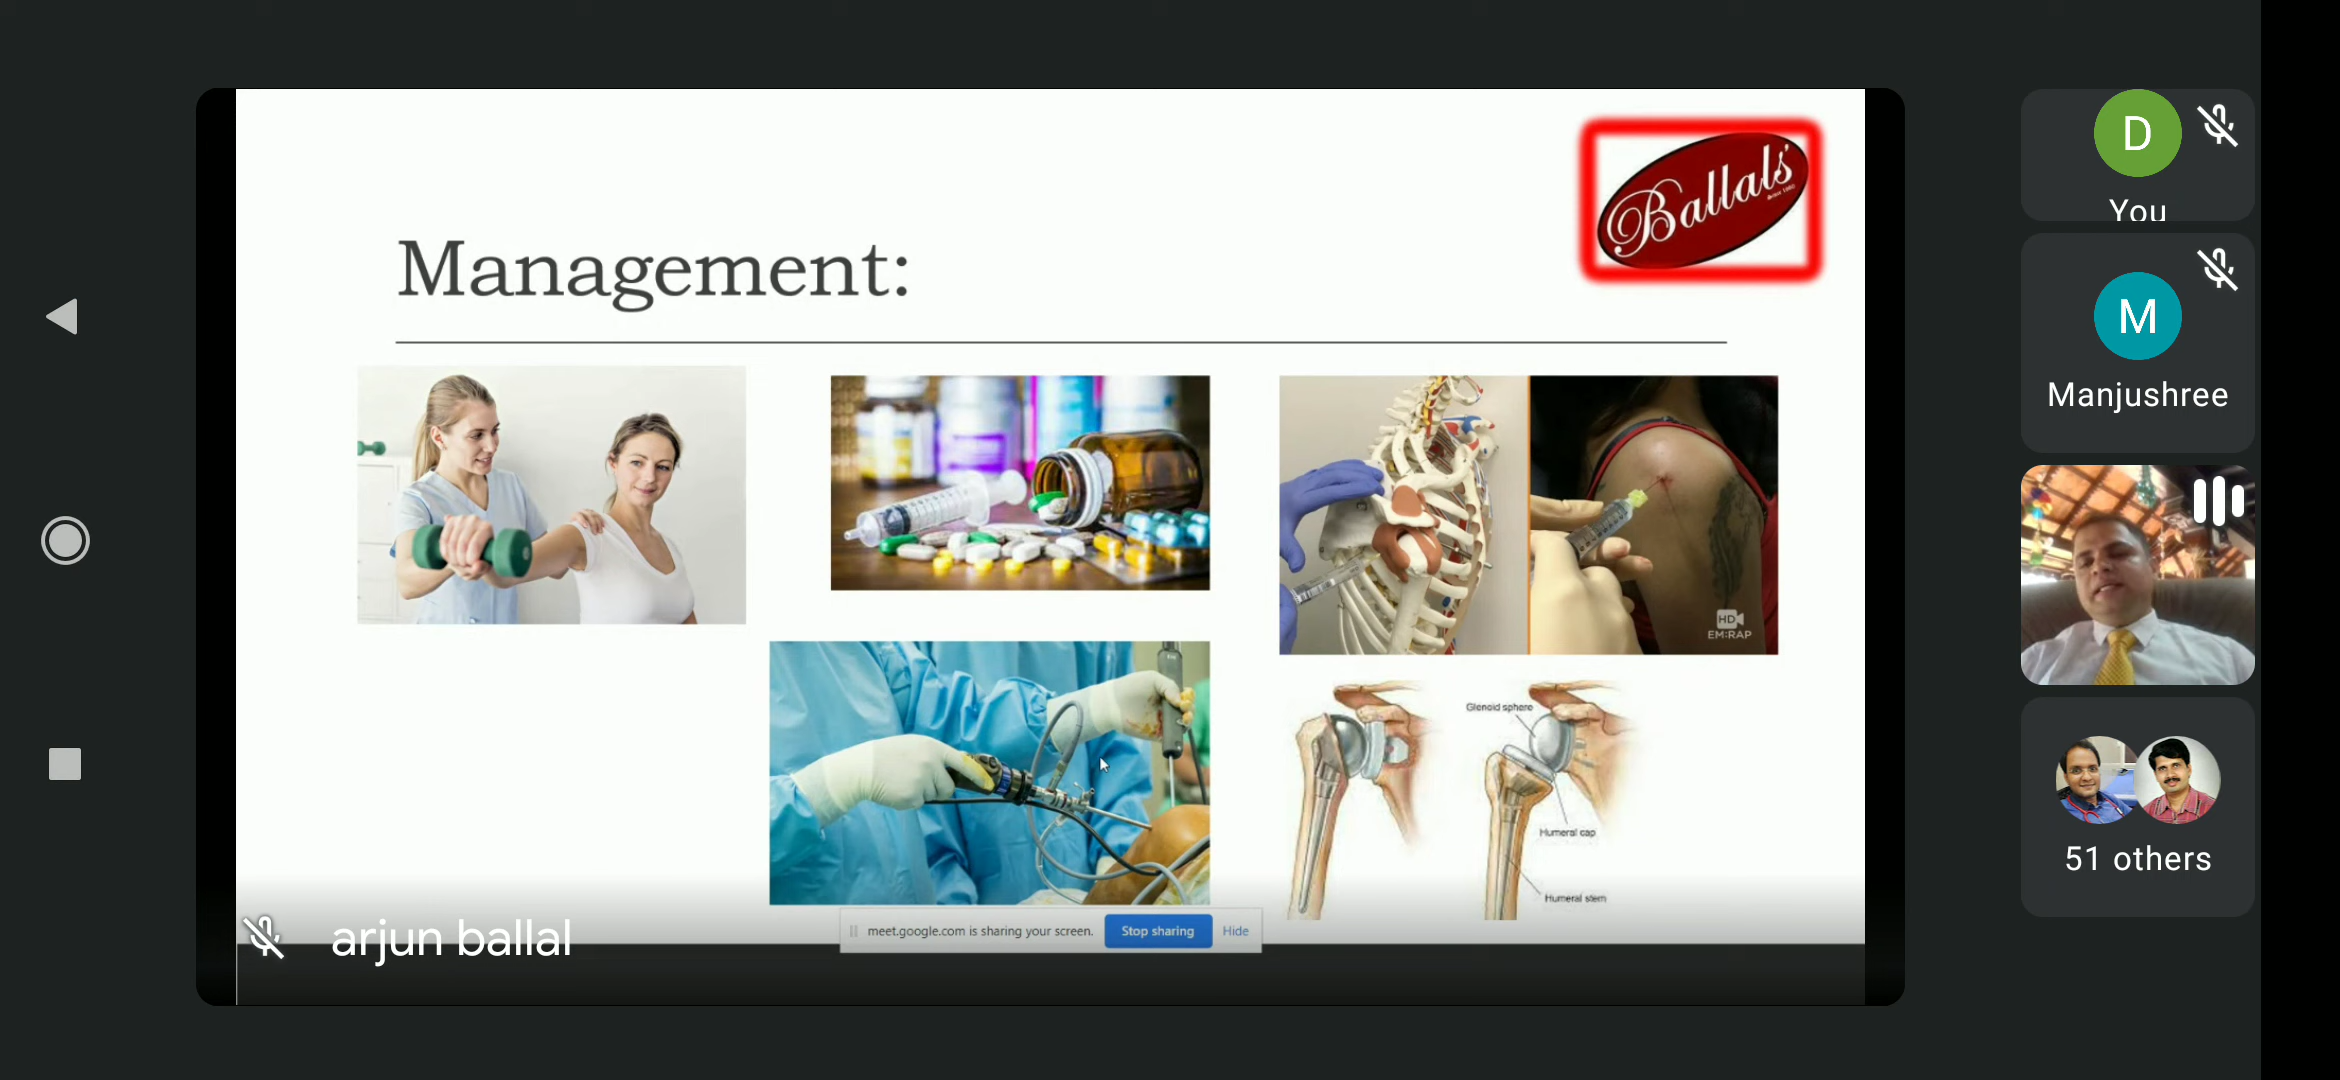 Ballals'
Management:
HD
EM:RAP
Glenoid sphere
Humeral cap
Humeral stem
arjun ballal
meet.google.com is sharing your screen.
Stop sharing
Hide
D
You
M
Manjushree
51 others